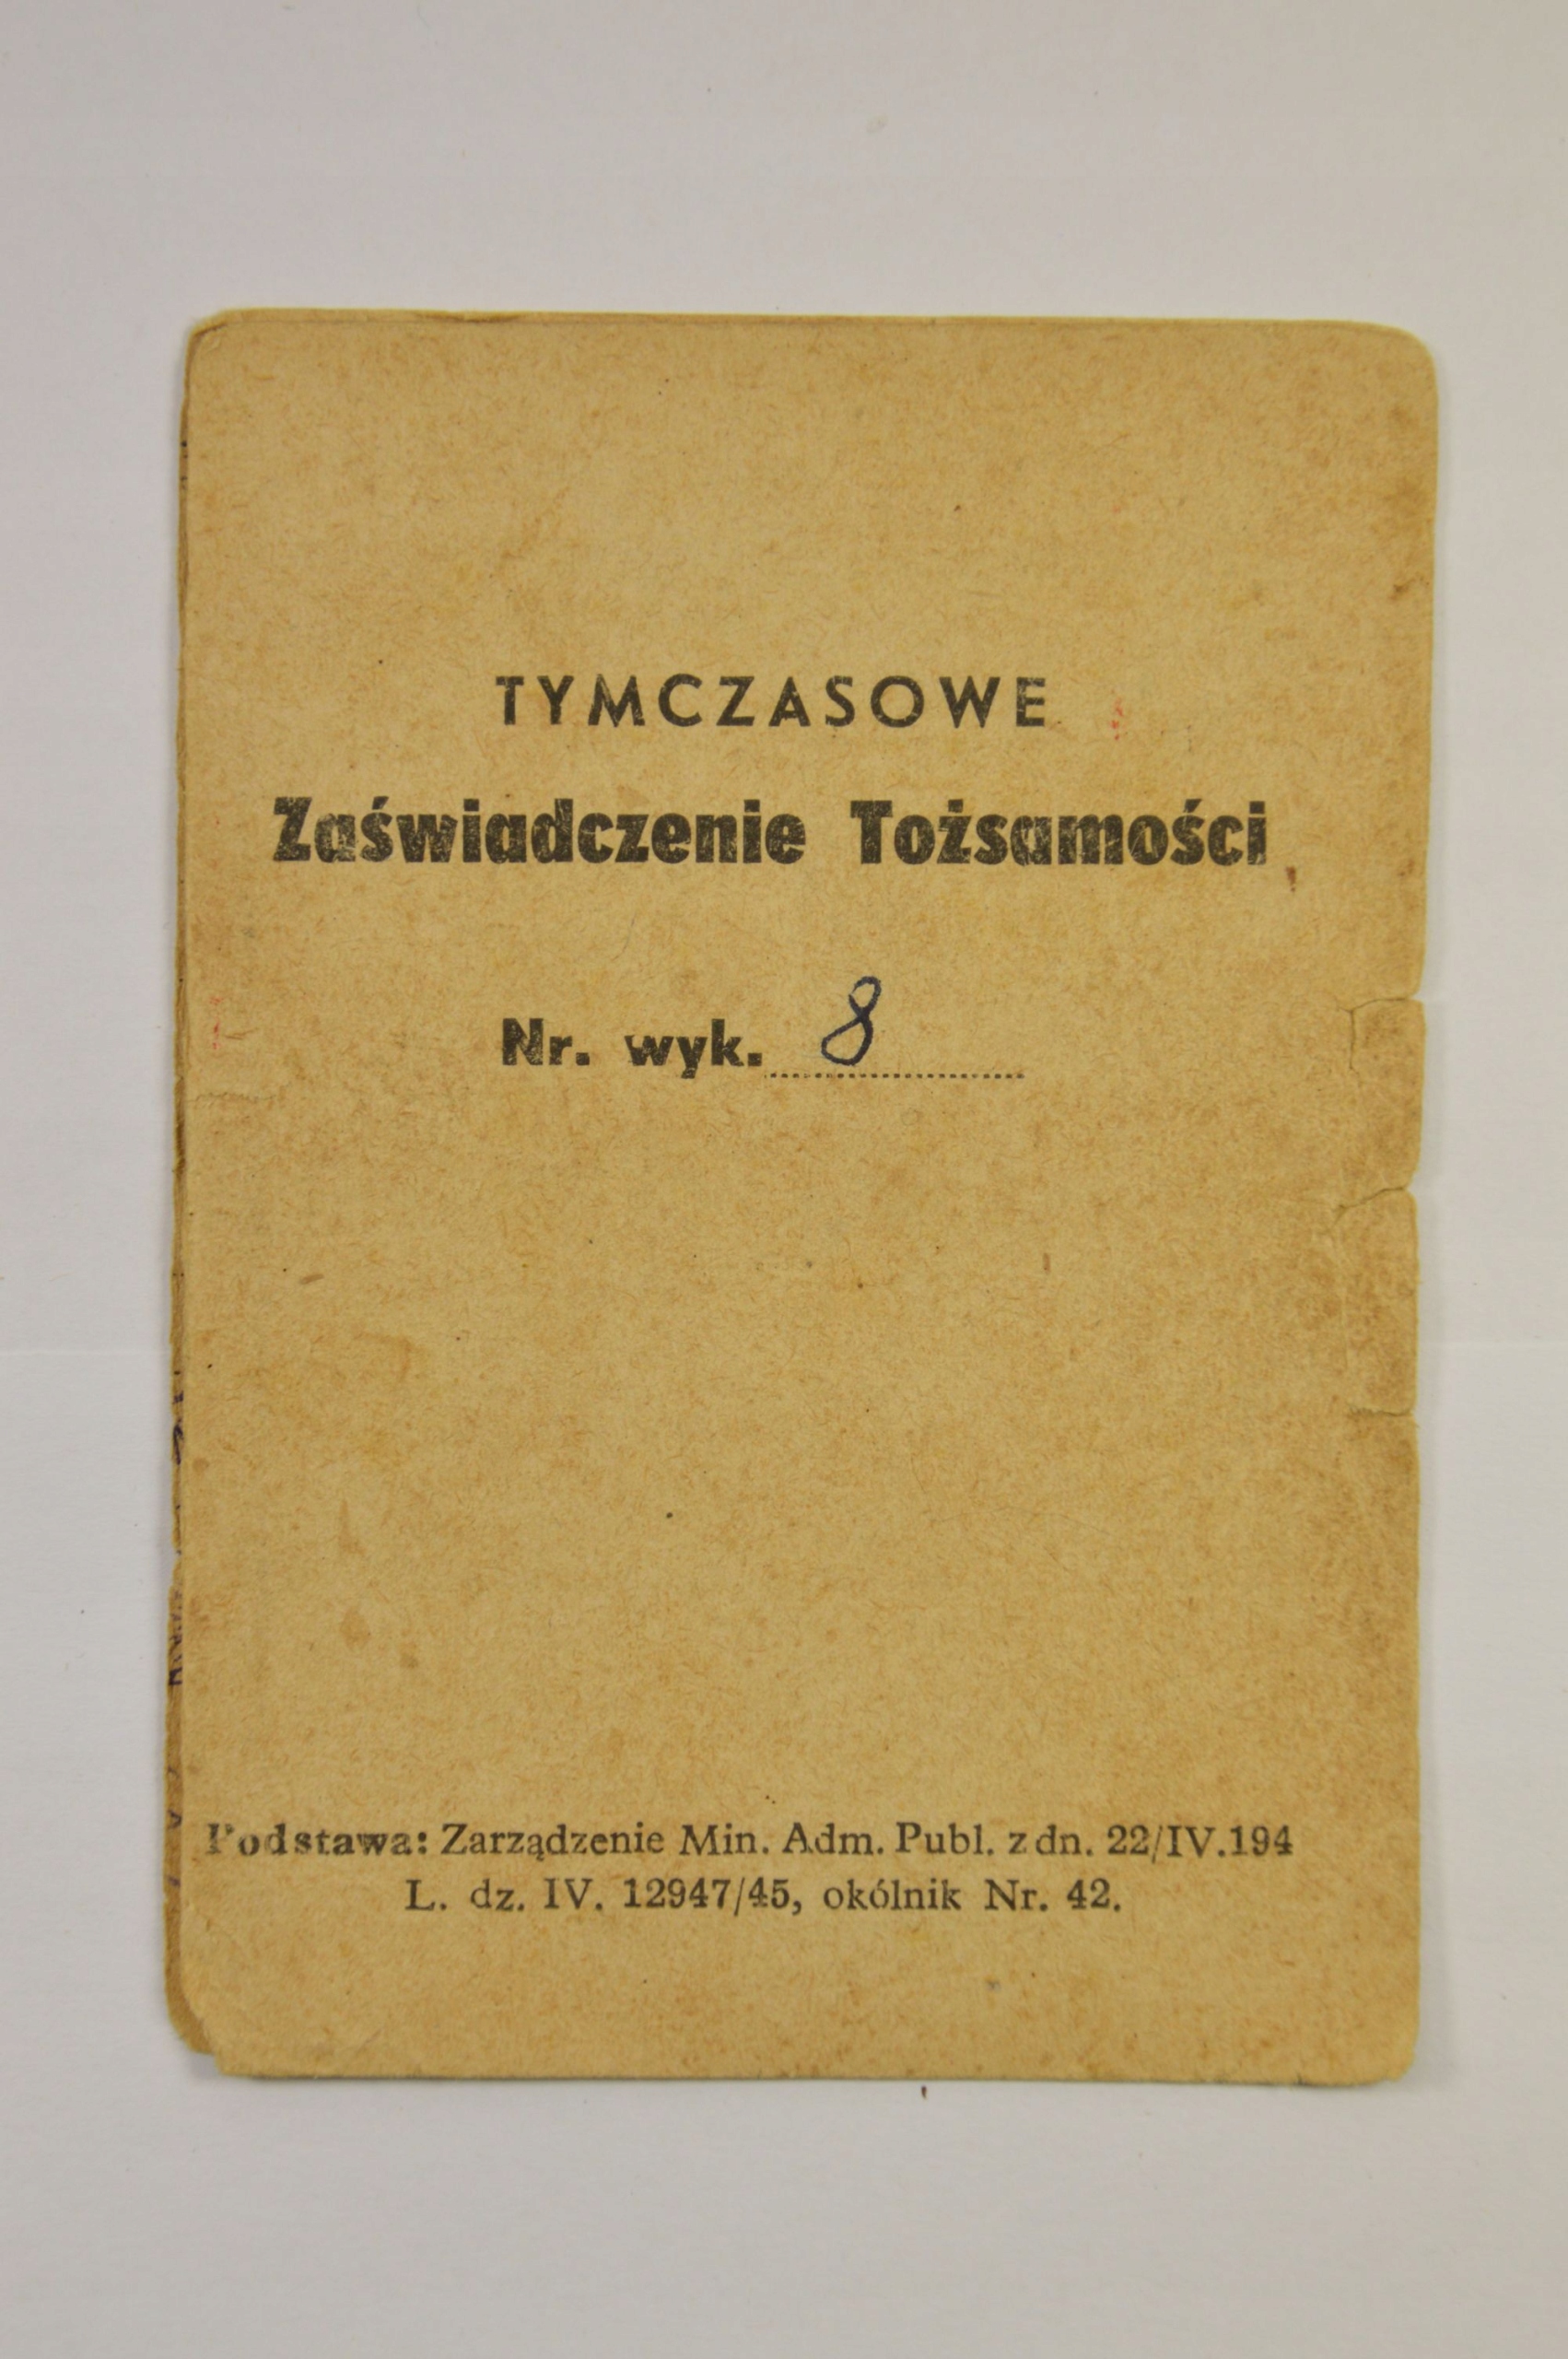 TYMCZASOWE
Zaświadczenie Tożsamości
Nr. wyk. 8
Podstawa: Zarządzenie Min. Adm. Publ. z dn. 22/IV.194
L. dz. IV. 12947/45, okólnik Nr. 42.